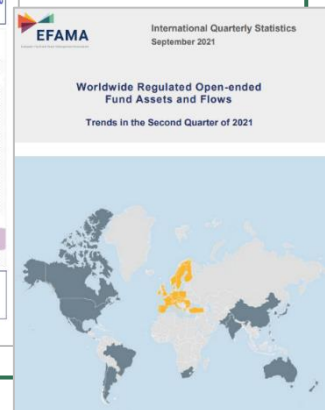 EFAMA
International Quarterly Statistics
September 2021
Worldwide Regulated Open-ended
Fund Assets and Flows
Trends in the Second Quarter of 2021